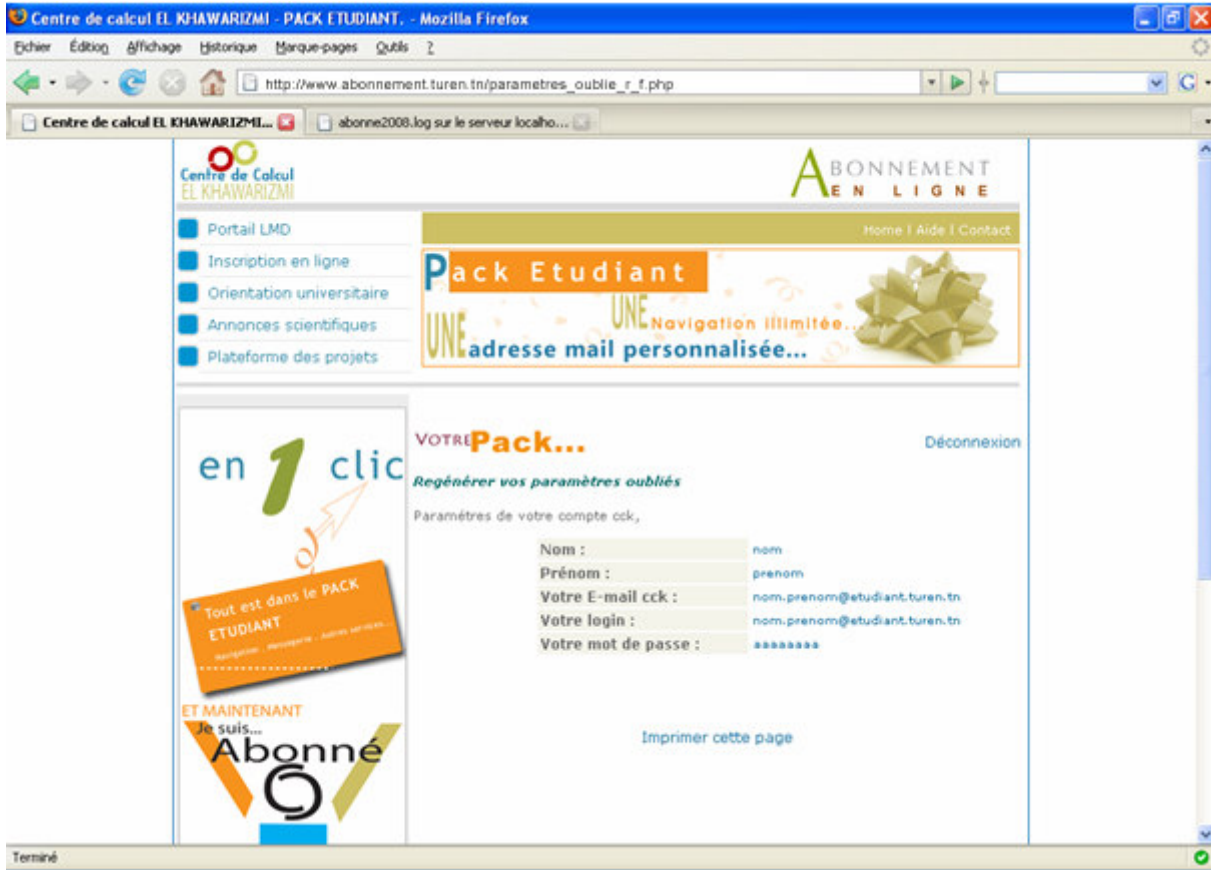 Centre de calcul EL KHAWARIZMI - PACK ETUDIANT. - Mozilla Firefox
Fichier Édition Affichage Historique Marque-pages Outils ?
http://www.abonnement.turen.tn/parametres_oublie_r_f.php
G
Centre de calcul EL KHAWARIZMI... abonne2008.log sur le serveur localho...
Centre de Calcul
EL KHAWARIZMI
ABONNEMENT
EN LIGNE
Portail LMD
Inscription en ligne
Orientation universitaire
Annonces scientifiques
Plateforme des projets
Home | Aide | Contact
Pack Etudiant
UNE Navigation illimitée...
UNE adresse mail personnalisée...
en 1 clic
Tout est dans le PACK
ETUDIANT
Navigation . Messagerie . Autres services...
ET MAINTENANT
Je suis...
Abonné
VOTRE Pack...
Déconnexion
Regénérer vos paramètres oubliés
Paramètres de votre compte cck,
Nom : nom
Prénom : prenom
Votre E-mail cck : nom.prenom@etudiant.turen.tn
Votre login : nom.prenom@etudiant.turen.tn
Votre mot de passe : aaaaaaaa
Imprimer cette page
Terminé